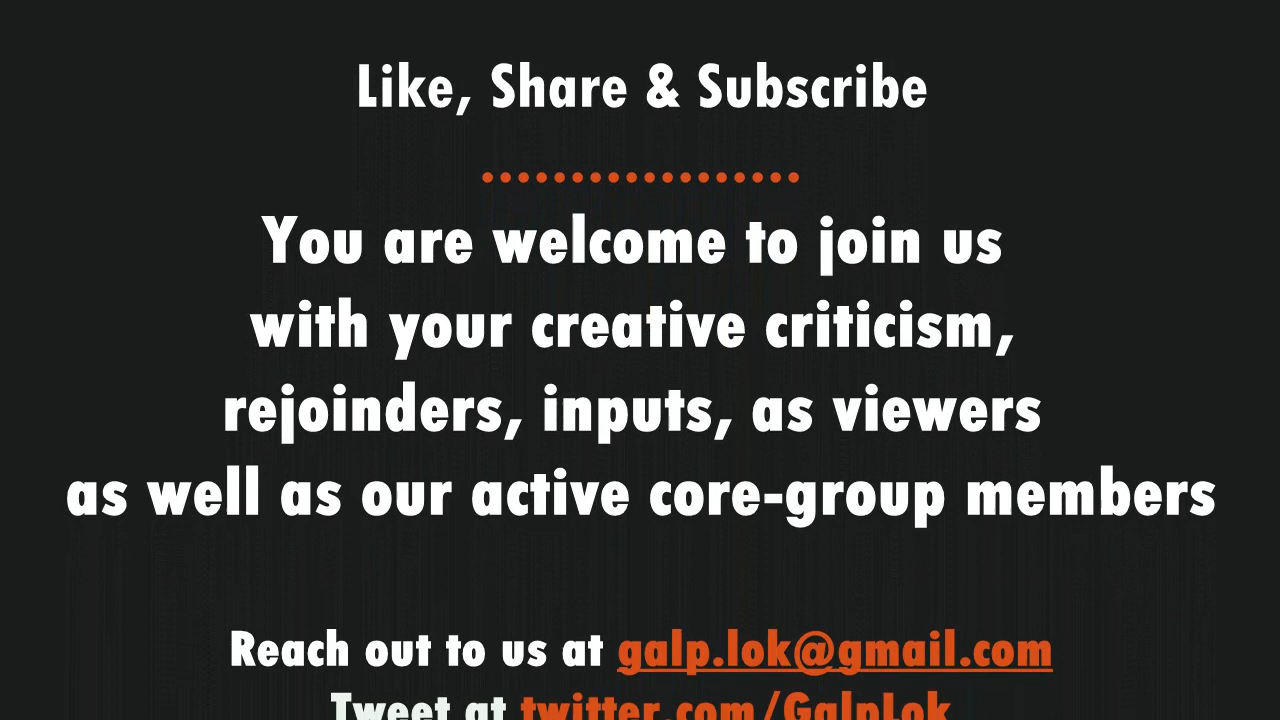 Like, Share & Subscribe
..................
You are welcome to join us
with your creative criticism,
rejoinders, inputs, as viewers
as well as our active core-group members
Reach out to us at galp.lok@gmail.com
Tweet at twitter.com/GalpLok